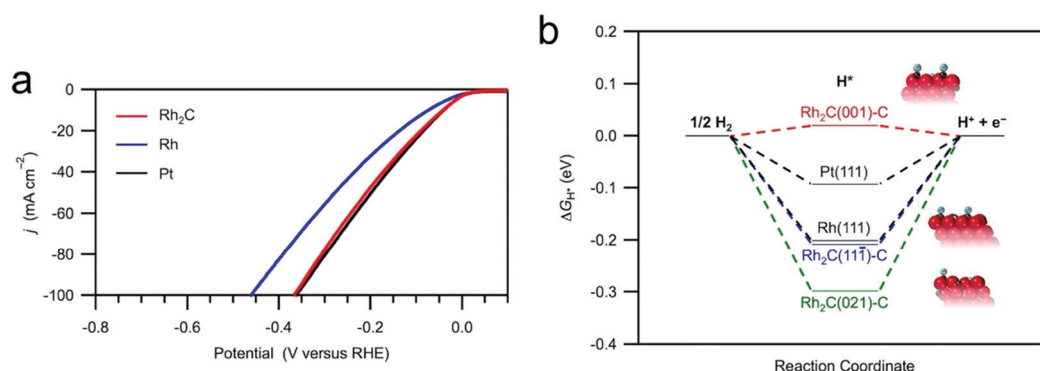 a
0
-20
-40
-60
-80
-100
j (mA cm⁻²)
Rh₂C
Rh
Pt
-0.8
-0.6
-0.4
-0.2
0.0
Potential (V versus RHE)
b
0.2
0.1
0.0
-0.1
-0.2
-0.3
-0.4
ΔG_H* (eV)
H*
1/2 H₂
Rh₂C(001)-C
H⁺ + e⁻
Pt(111)
Rh(111)
Rh₂C(111̄)-C
Rh₂C(021)-C
Reaction Coordinate